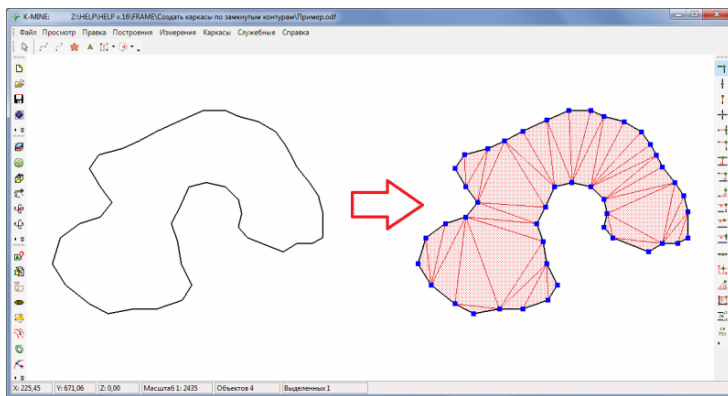 K-MINE: Z:\HELP\HELP v.16\FRAME\Создать каркасы по замкнутым контурам\Пример.odf
Файл Просмотр Правка Построения Измерения Каркасы Служебные Справка
X: 225,45 Y: 671,06 Z: 0,00 Масштаб 1: 2435 Объектов 4 Выделенных 1